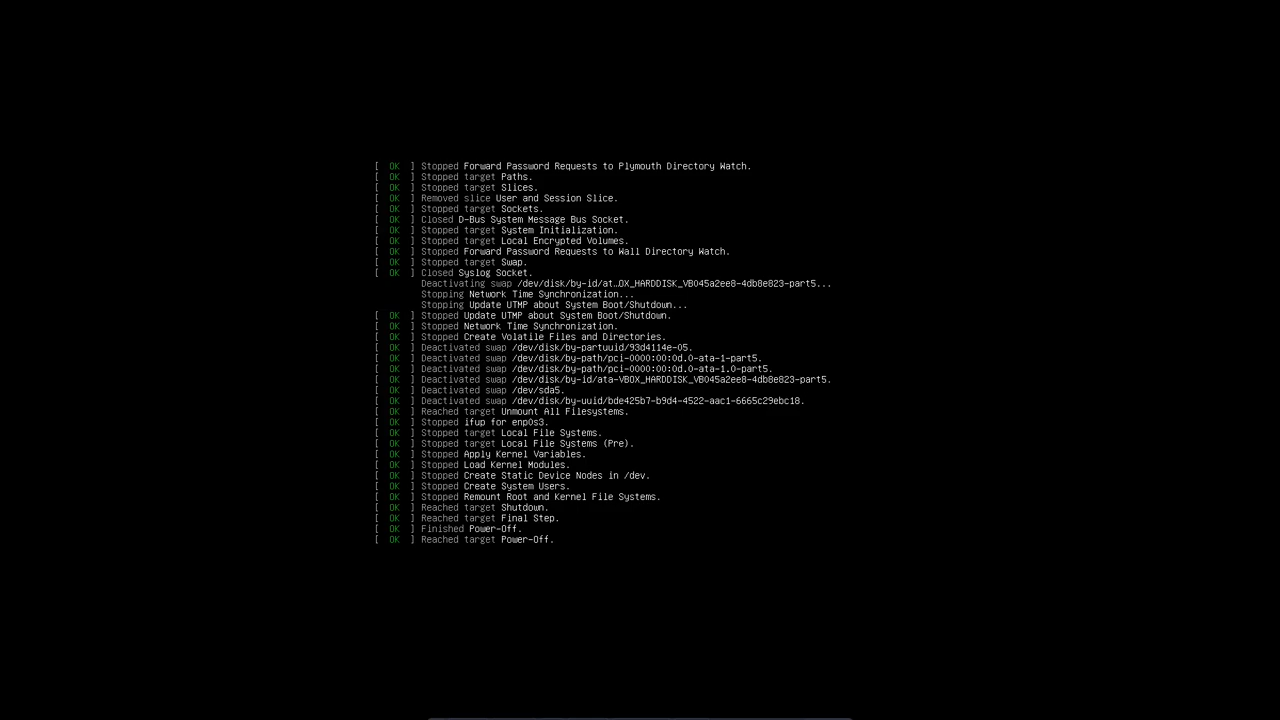 [  OK  ] Stopped Forward Password Requests to Plymouth Directory Watch.
[  OK  ] Stopped target Paths.
[  OK  ] Stopped target Slices.
[  OK  ] Removed slice User and Session Slice.
[  OK  ] Stopped target Sockets.
[  OK  ] Closed D-Bus System Message Bus Socket.
[  OK  ] Stopped target System Initialization.
[  OK  ] Stopped target Local Encrypted Volumes.
[  OK  ] Stopped Forward Password Requests to Wall Directory Watch.
[  OK  ] Stopped target Swap.
[  OK  ] Closed Syslog Socket.
Deactivating swap /dev/disk/by-id/at…OX_HARDDISK_VB045a2ee8-4db8e823-part5...
Stopping Network Time Synchronization...
Stopping Update UTMP about System Boot/Shutdown...
[  OK  ] Stopped Update UTMP about System Boot/Shutdown.
[  OK  ] Stopped Network Time Synchronization.
[  OK  ] Stopped Create Volatile Files and Directories.
[  OK  ] Deactivated swap /dev/disk/by-partuuid/93d4114e-05.
[  OK  ] Deactivated swap /dev/disk/by-path/pci-0000:00:0d.0-ata-1-part5.
[  OK  ] Deactivated swap /dev/disk/by-path/pci-0000:00:0d.0-ata-1.0-part5.
[  OK  ] Deactivated swap /dev/disk/by-id/ata-VBOX_HARDDISK_VB045a2ee8-4db8e823-part5.
[  OK  ] Deactivated swap /dev/sda5.
[  OK  ] Deactivated swap /dev/disk/by-uuid/bde425b7-b9d4-4522-aac1-6665c29ebc18.
[  OK  ] Reached target Unmount All Filesystems.
[  OK  ] Stopped ifup for enp0s3.
[  OK  ] Stopped target Local File Systems.
[  OK  ] Stopped target Local File Systems (Pre).
[  OK  ] Stopped Apply Kernel Variables.
[  OK  ] Stopped Load Kernel Modules.
[  OK  ] Stopped Create Static Device Nodes in /dev.
[  OK  ] Stopped Create System Users.
[  OK  ] Stopped Remount Root and Kernel File Systems.
[  OK  ] Reached target Shutdown.
[  OK  ] Reached target Final Step.
[  OK  ] Finished Power-Off.
[  OK  ] Reached target Power-Off.